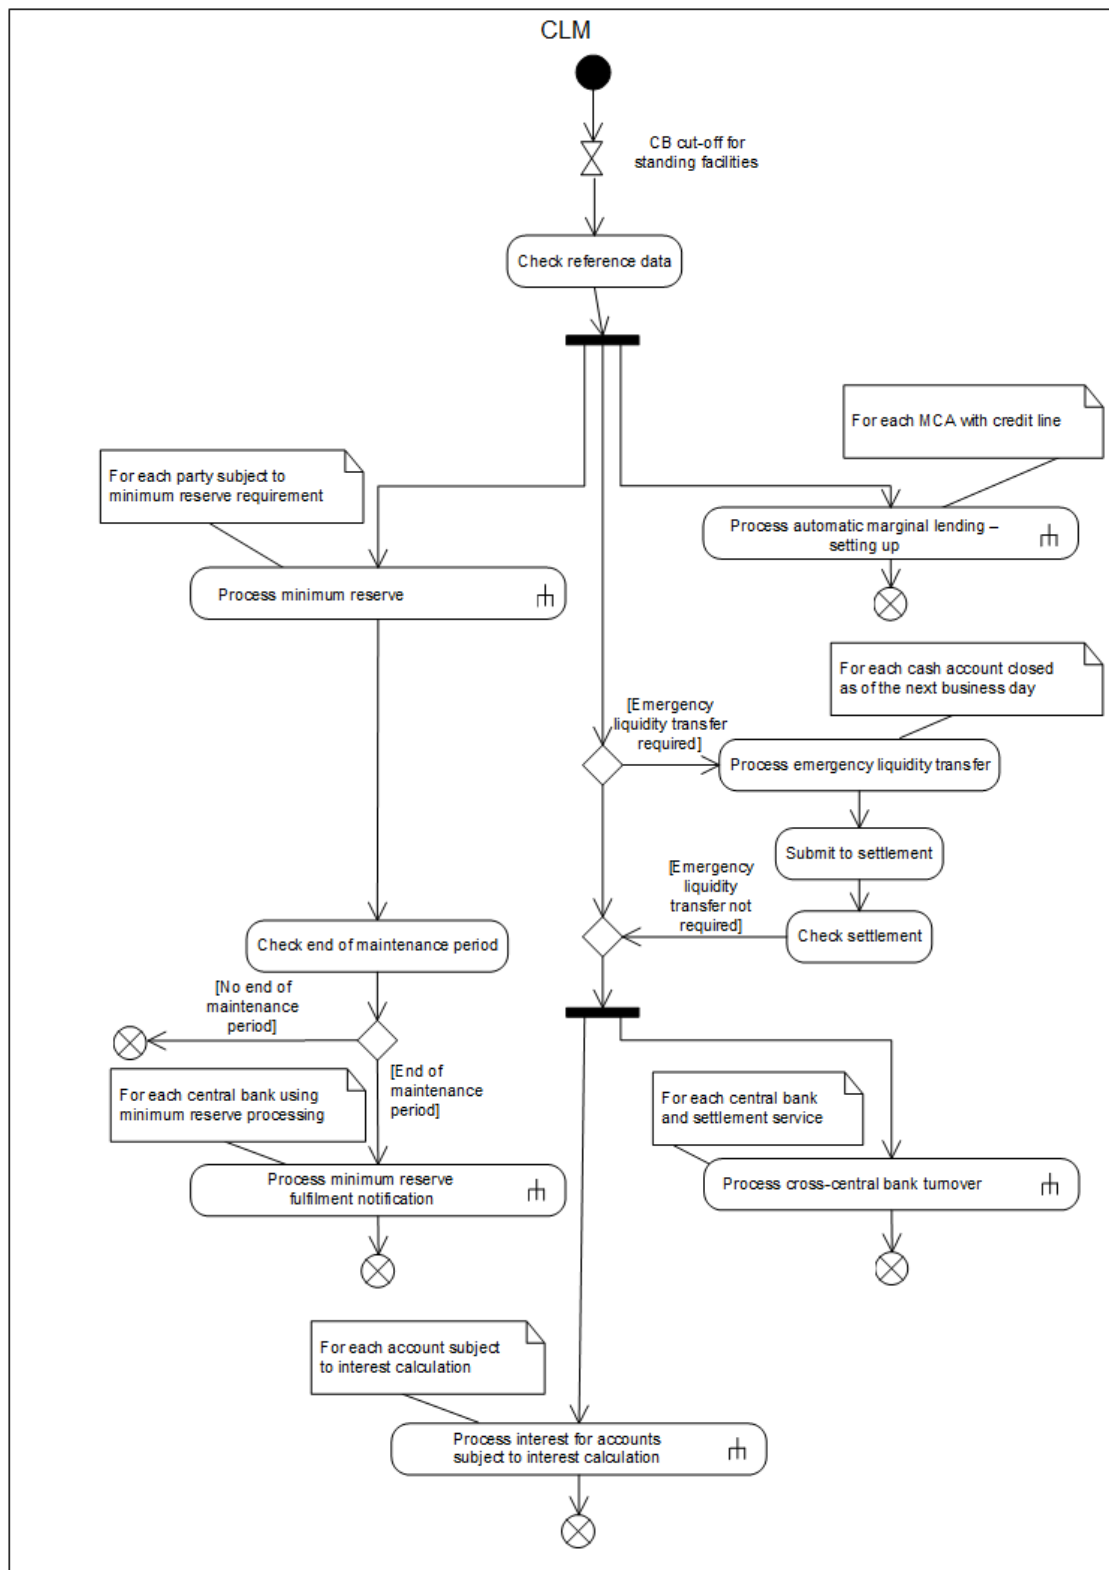 CLM
CB cut-off for
standing facilities
Check reference data
For each MCA with credit line
For each party subject to
minimum reserve requirement
Process automatic marginal lending –
setting up
Process minimum reserve
For each cash account closed
as of the next business day
[Emergency
liquidity transfer
required]
Process emergency liquidity transfer
Submit to settlement
[Emergency
liquidity
transfer not
required]
Check settlement
Check end of maintenance period
[No end of
maintenance
period]
[End of
maintenance
period]
For each central bank using
minimum reserve processing
For each central bank
and settlement service
Process minimum reserve
fulfilment notification
Process cross-central bank turnover
For each account subject
to interest calculation
Process interest for accounts
subject to interest calculation